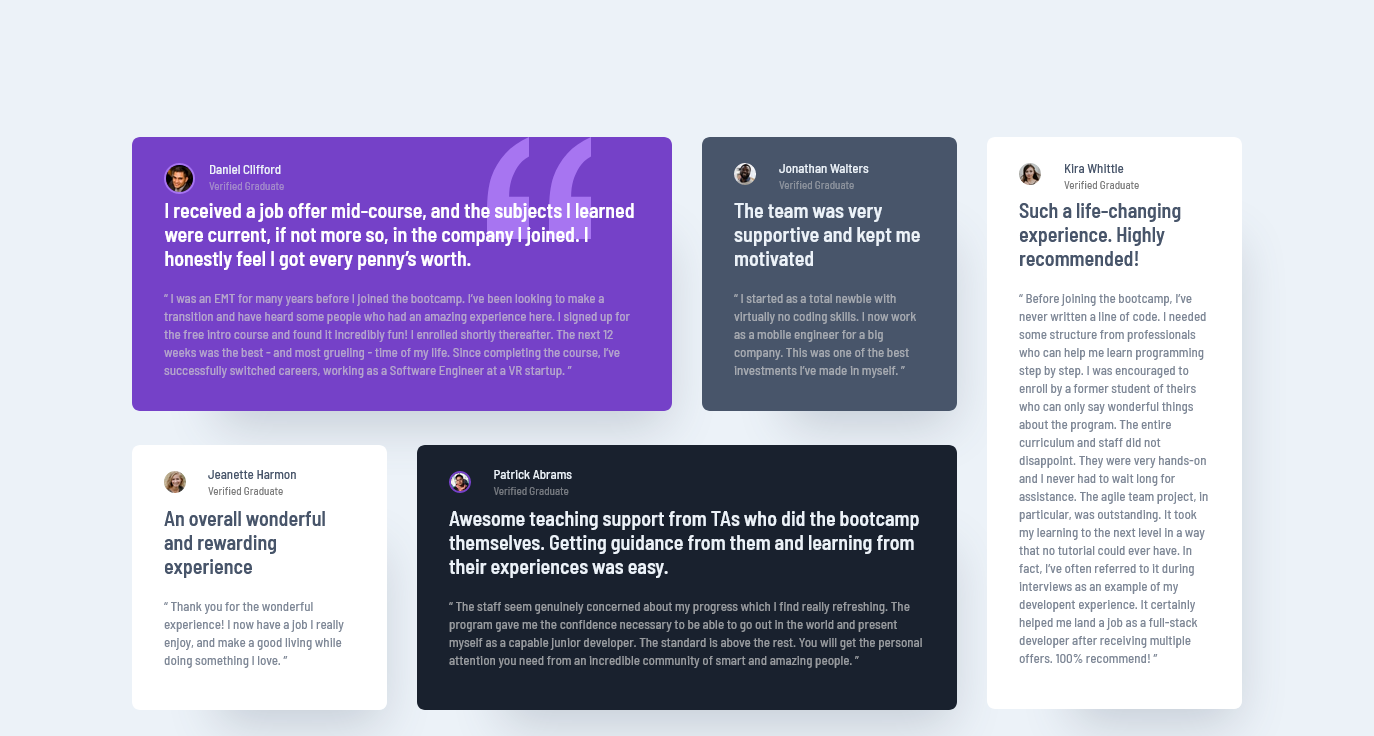 Daniel Clifford
Verified Graduate
I received a job offer mid-course, and the subjects I learned
were current, if not more so, in the company I joined. I
honestly feel I got every penny’s worth.
“ I was an EMT for many years before I joined the bootcamp. I’ve been looking to make a
transition and have heard some people who had an amazing experience here. I signed up for
the free intro course and found it incredibly fun! I enrolled shortly thereafter. The next 12
weeks was the best - and most grueling - time of my life. Since completing the course, I’ve
successfully switched careers, working as a Software Engineer at a VR startup. ”
Jonathan Walters
Verified Graduate
The team was very
supportive and kept me
motivated
“ I started as a total newbie with
virtually no coding skills. I now work
as a mobile engineer for a big
company. This was one of the best
investments I’ve made in myself. ”
Kira Whittle
Verified Graduate
Such a life-changing
experience. Highly
recommended!
“ Before joining the bootcamp, I’ve
never written a line of code. I needed
some structure from professionals
who can help me learn programming
step by step. I was encouraged to
enroll by a former student of theirs
who can only say wonderful things
about the program. The entire
curriculum and staff did not
disappoint. They were very hands-on
and I never had to wait long for
assistance. The agile team project, in
particular, was outstanding. It took
my learning to the next level in a way
that no tutorial could ever have. In
fact, I’ve often referred to it during
interviews as an example of my
developent experience. It certainly
helped me land a job as a full-stack
developer after receiving multiple
offers. 100% recommend! ”
Jeanette Harmon
Verified Graduate
An overall wonderful
and rewarding
experience
“ Thank you for the wonderful
experience! I now have a job I really
enjoy, and make a good living while
doing something I love. ”
Patrick Abrams
Verified Graduate
Awesome teaching support from TAs who did the bootcamp
themselves. Getting guidance from them and learning from
their experiences was easy.
“ The staff seem genuinely concerned about my progress which I find really refreshing. The
program gave me the confidence necessary to be able to go out in the world and present
myself as a capable junior developer. The standard is above the rest. You will get the personal
attention you need from an incredible community of smart and amazing people. ”